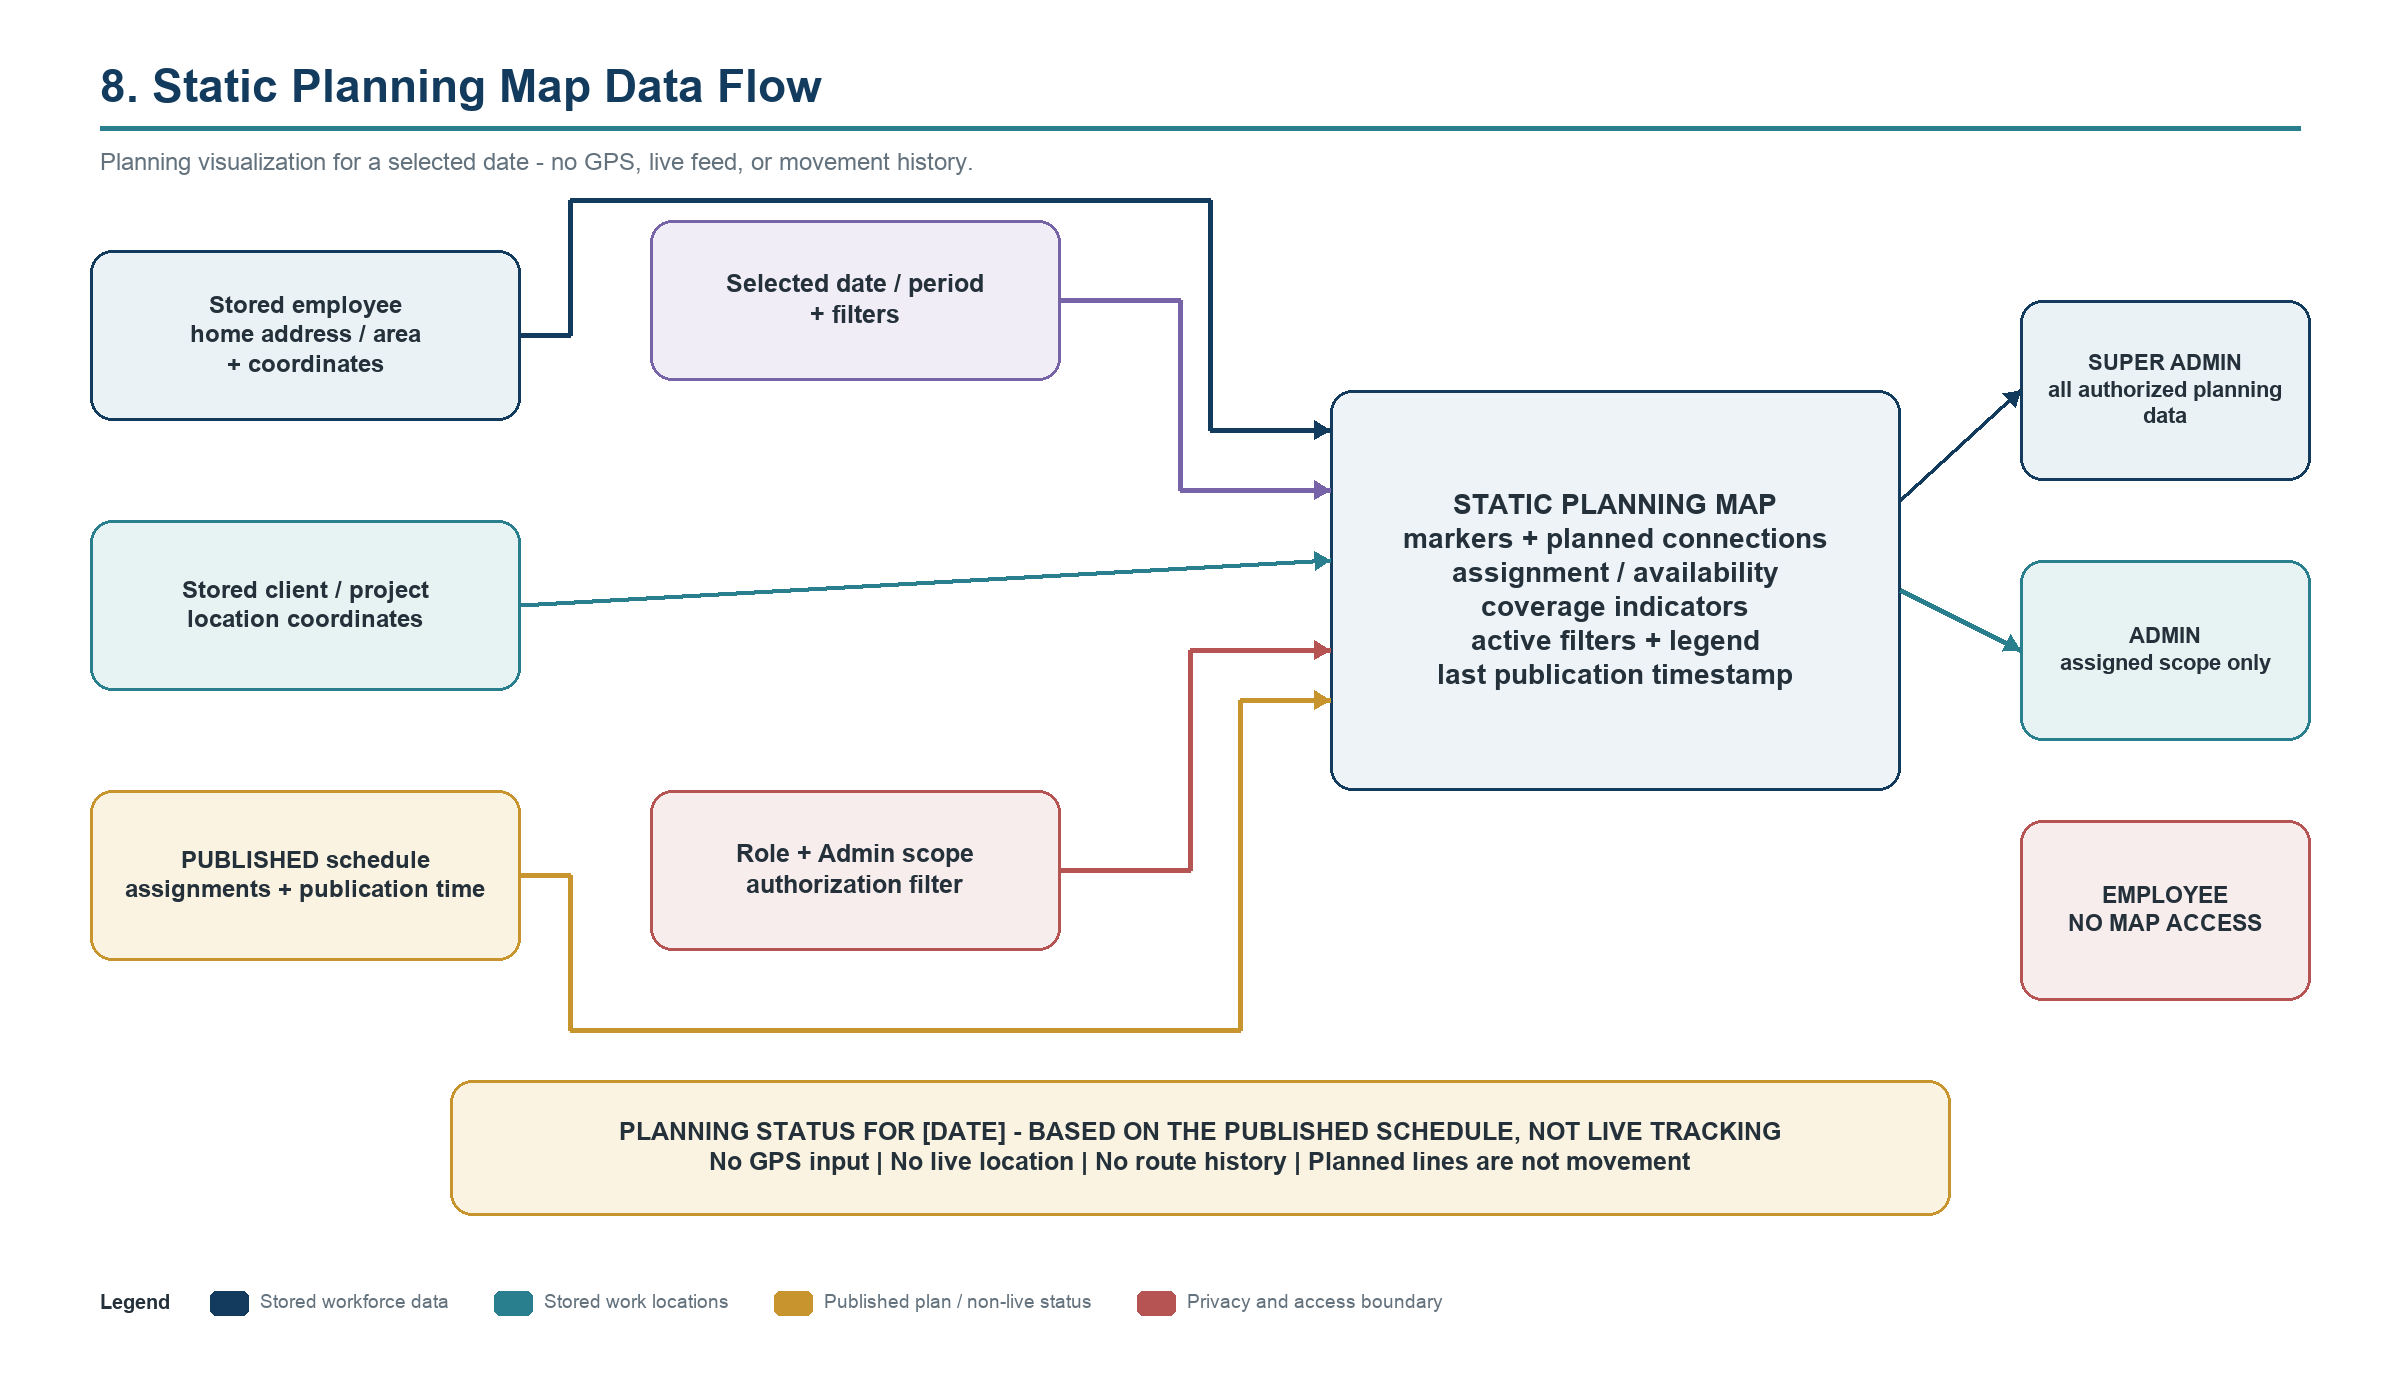 8. Static Planning Map Data Flow
Planning visualization for a selected date - no GPS, live feed, or movement history.
Stored employee
home address / area
+ coordinates
Selected date / period
+ filters
Stored client / project
location coordinates
PUBLISHED schedule
assignments + publication time
Role + Admin scope
authorization filter
STATIC PLANNING MAP
markers + planned connections
assignment / availability
coverage indicators
active filters + legend
last publication timestamp
SUPER ADMIN
all authorized planning
data
ADMIN
assigned scope only
EMPLOYEE
NO MAP ACCESS
PLANNING STATUS FOR [DATE] - BASED ON THE PUBLISHED SCHEDULE, NOT LIVE TRACKING
No GPS input | No live location | No route history | Planned lines are not movement
Legend
Stored workforce data
Stored work locations
Published plan / non-live status
Privacy and access boundary